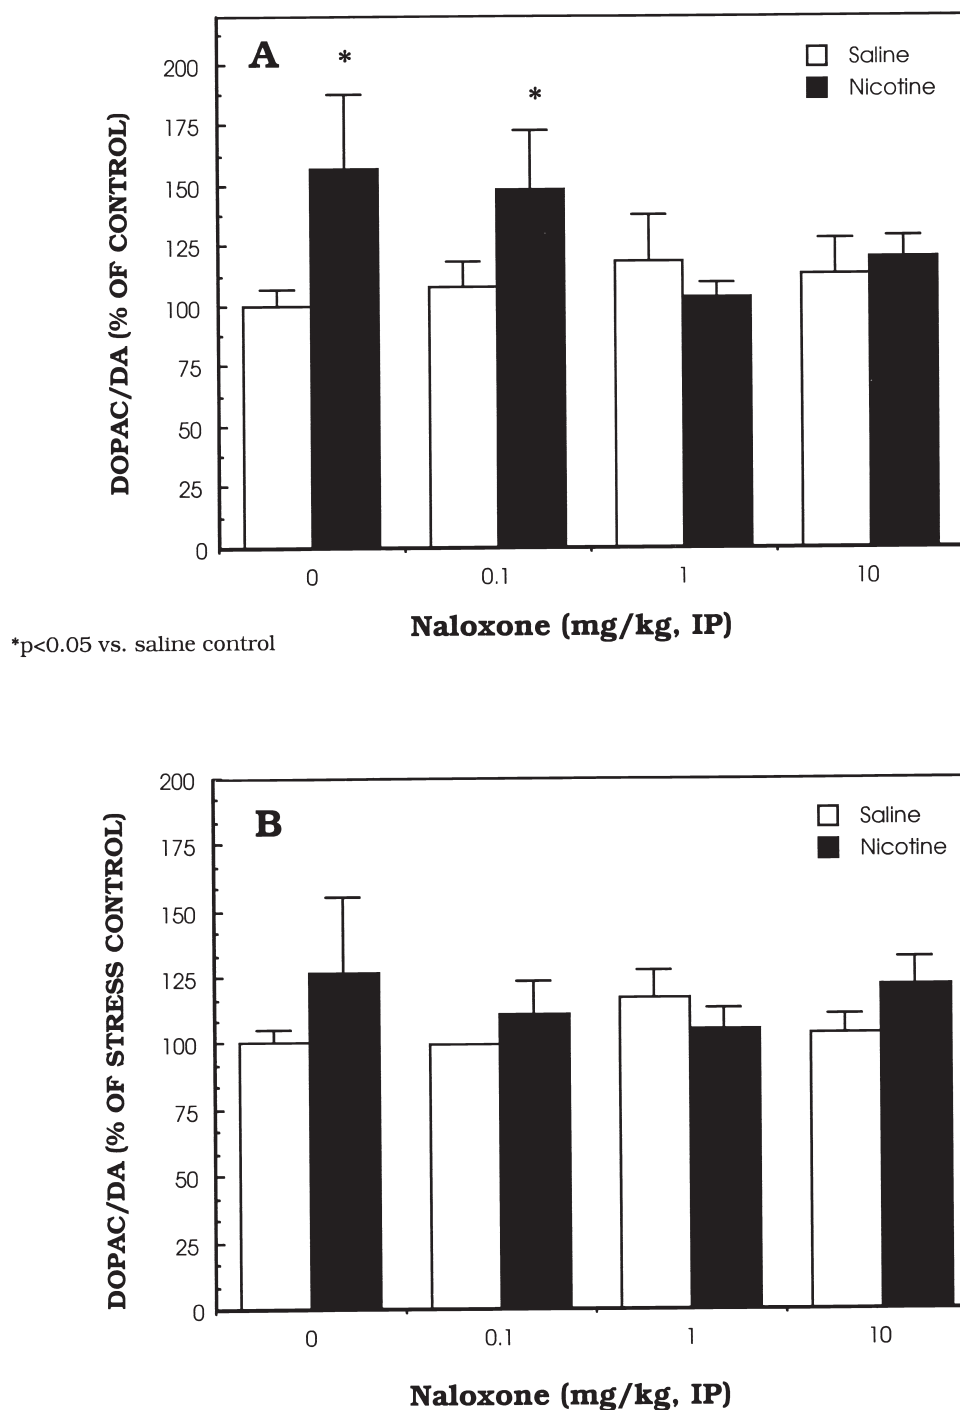 A
*
*
Saline
Nicotine
DOPAC/DA (% OF CONTROL)
200
175
150
125
100
75
50
25
0
0 0.1 1 10
Naloxone (mg/kg, IP)
*p<0.05 vs. saline control
B
Saline
Nicotine
DOPAC/DA (% OF STRESS CONTROL)
200
175
150
125
100
75
50
25
0
0 0.1 1 10
Naloxone (mg/kg, IP)